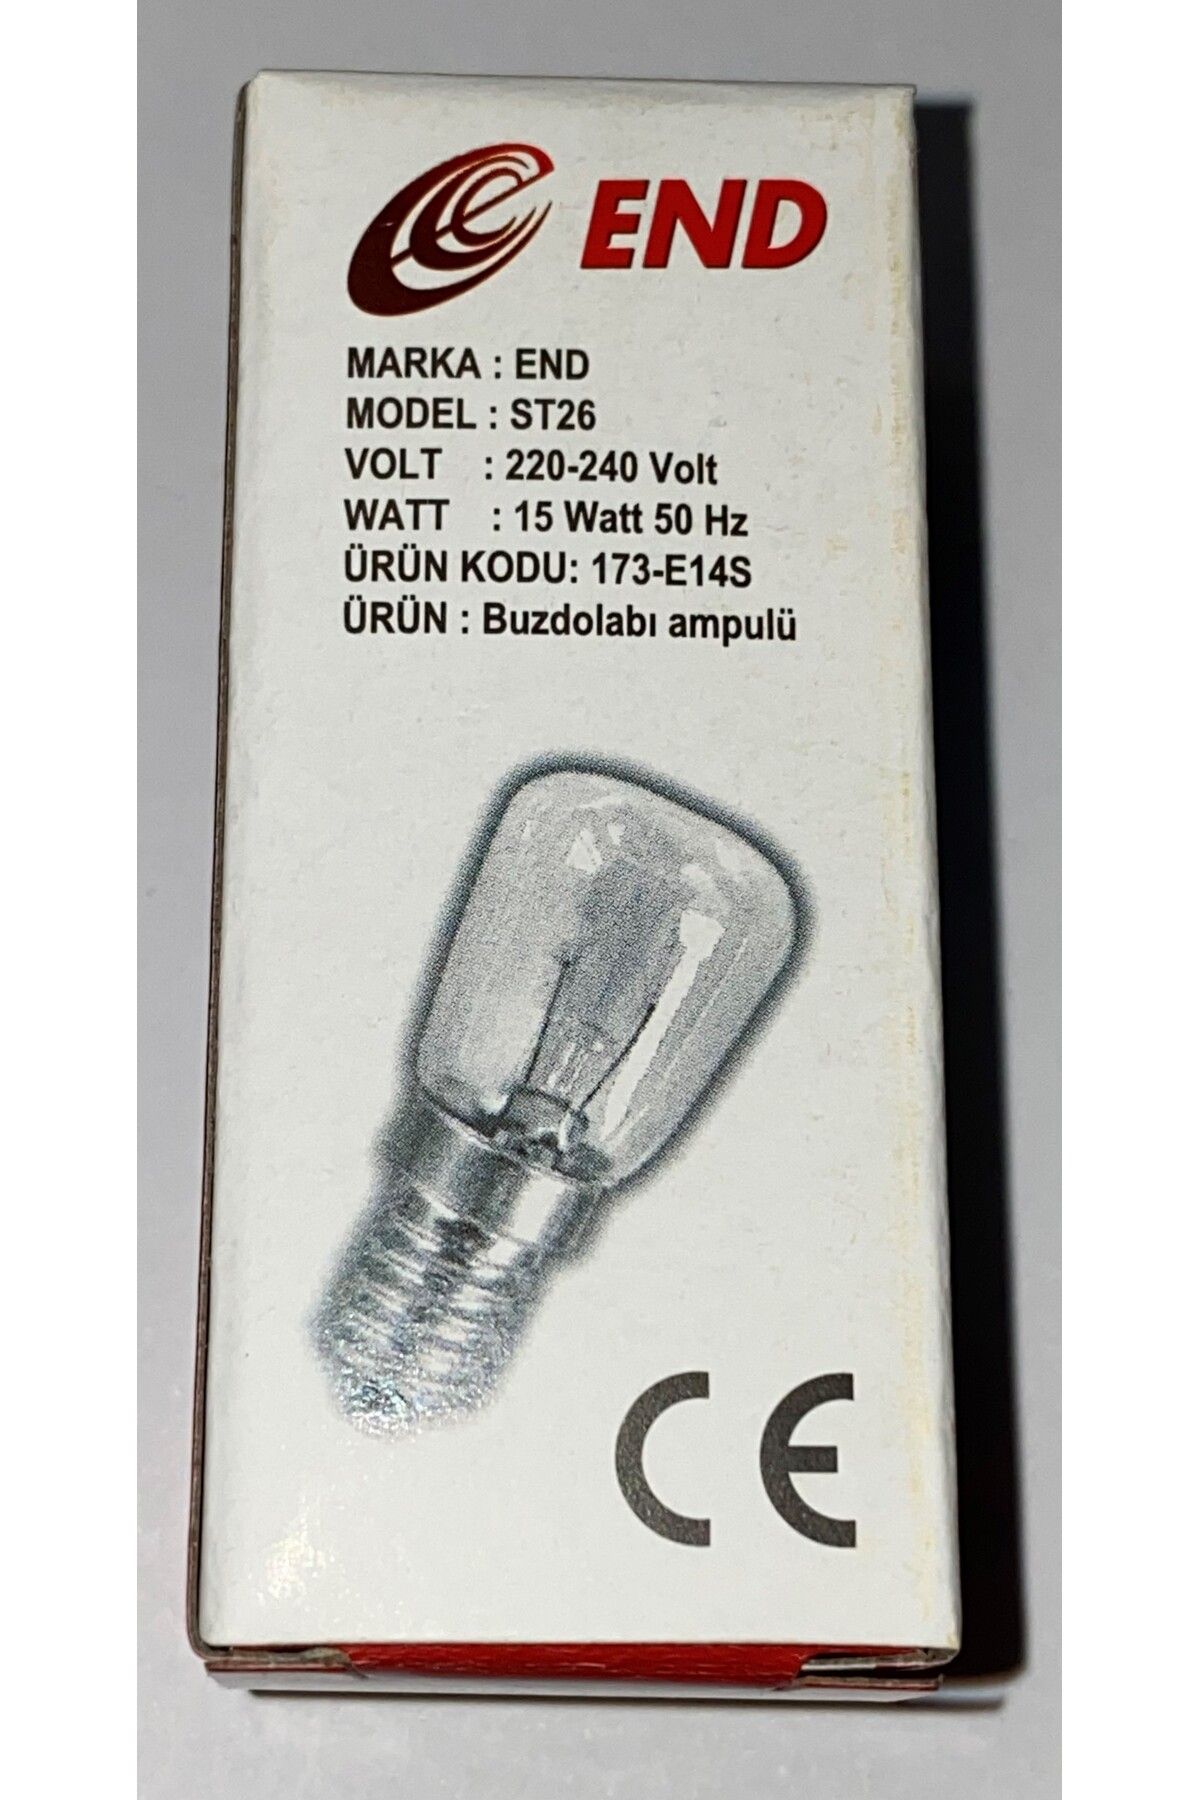 END
MARKA : END
MODEL : ST26
VOLT : 220-240 Volt
WATT : 15 Watt 50 Hz
ÜRÜN KODU: 173-E14S
ÜRÜN : Buzdolabı ampulü
CE